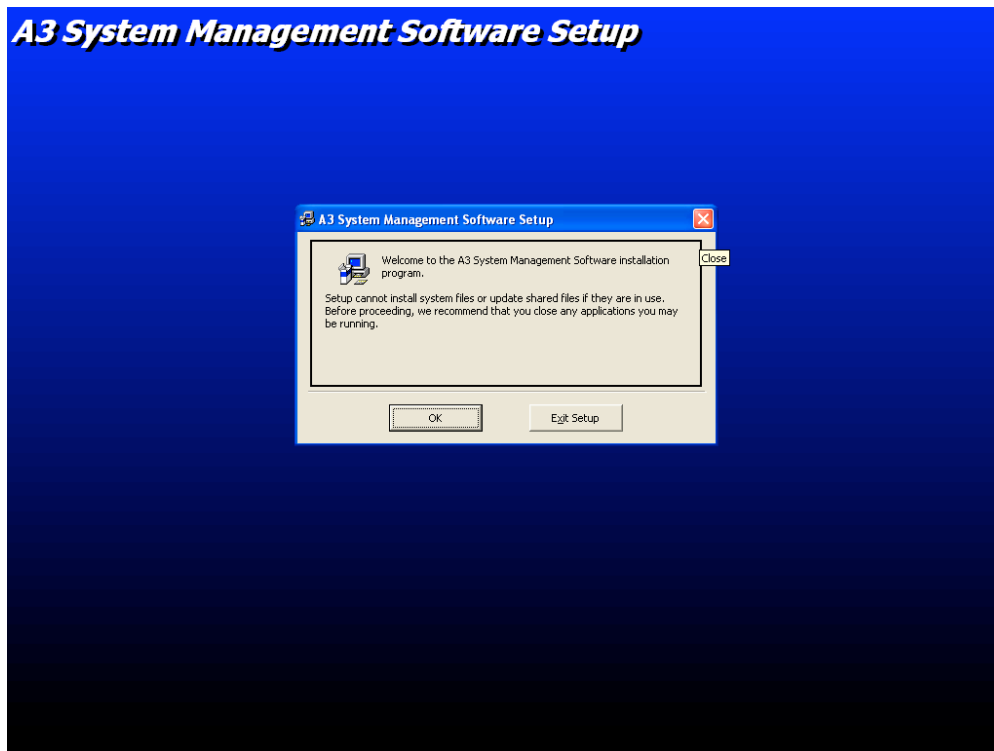 A3 System Management Software Setup
A3 System Management Software Setup
Close
Welcome to the A3 System Management Software installation
program.
Setup cannot install system files or update shared files if they are in use.
Before proceeding, we recommend that you close any applications you may
be running.
OK
Exit Setup